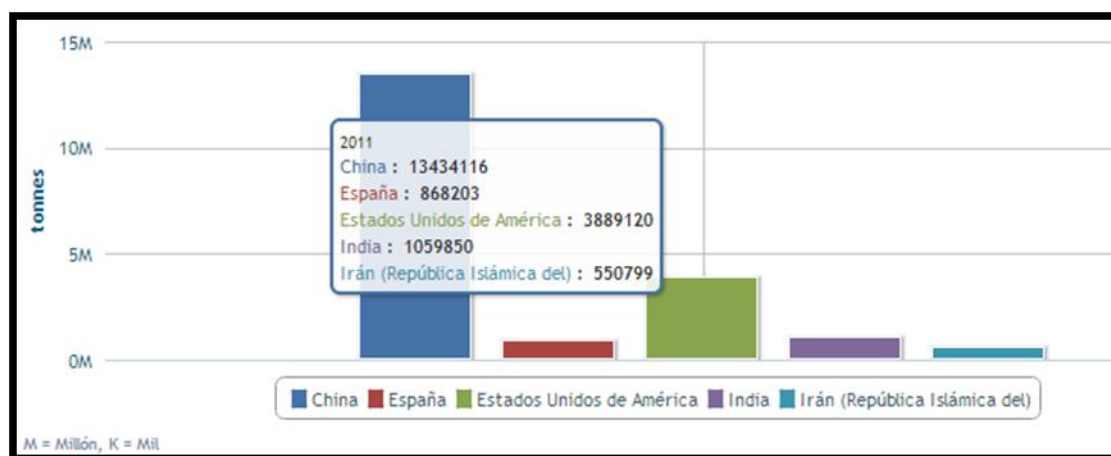 15M
10M
5M
0M
tonnes
2011
China : 13434116
España : 868203
Estados Unidos de América : 3889120
India : 1059850
Irán (República Islámica del) : 550799
China España Estados Unidos de América India Irán (República Islámica del)
M = Millón, K = Mil